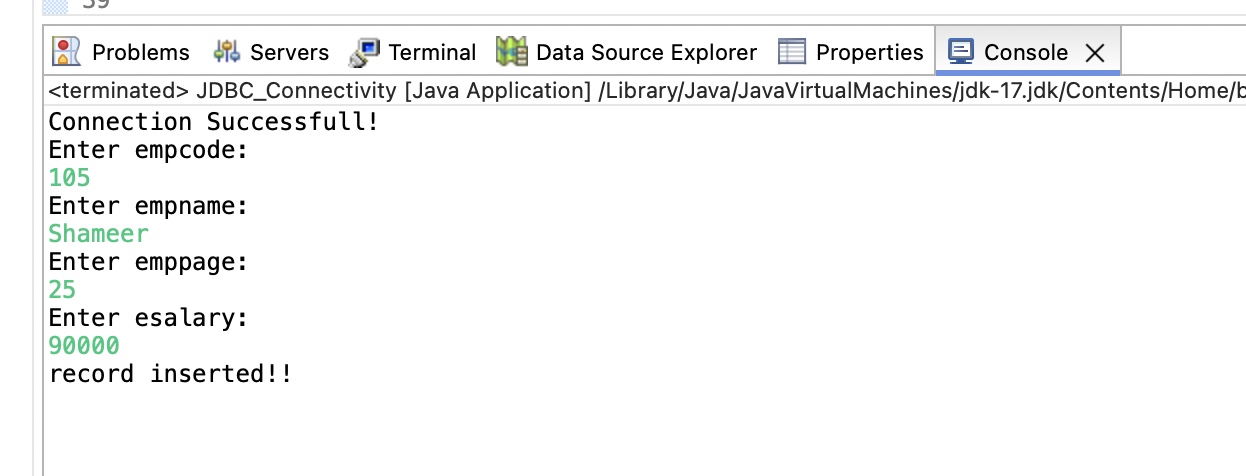 Problems Servers Terminal Data Source Explorer Properties Console
<terminated> JDBC_Connectivity [Java Application] /Library/Java/JavaVirtualMachines/jdk-17.jdk/Contents/Home/b
Connection Successfull!
Enter empcode:
105
Enter empname:
Shameer
Enter emppage:
25
Enter esalary:
90000
record inserted!!